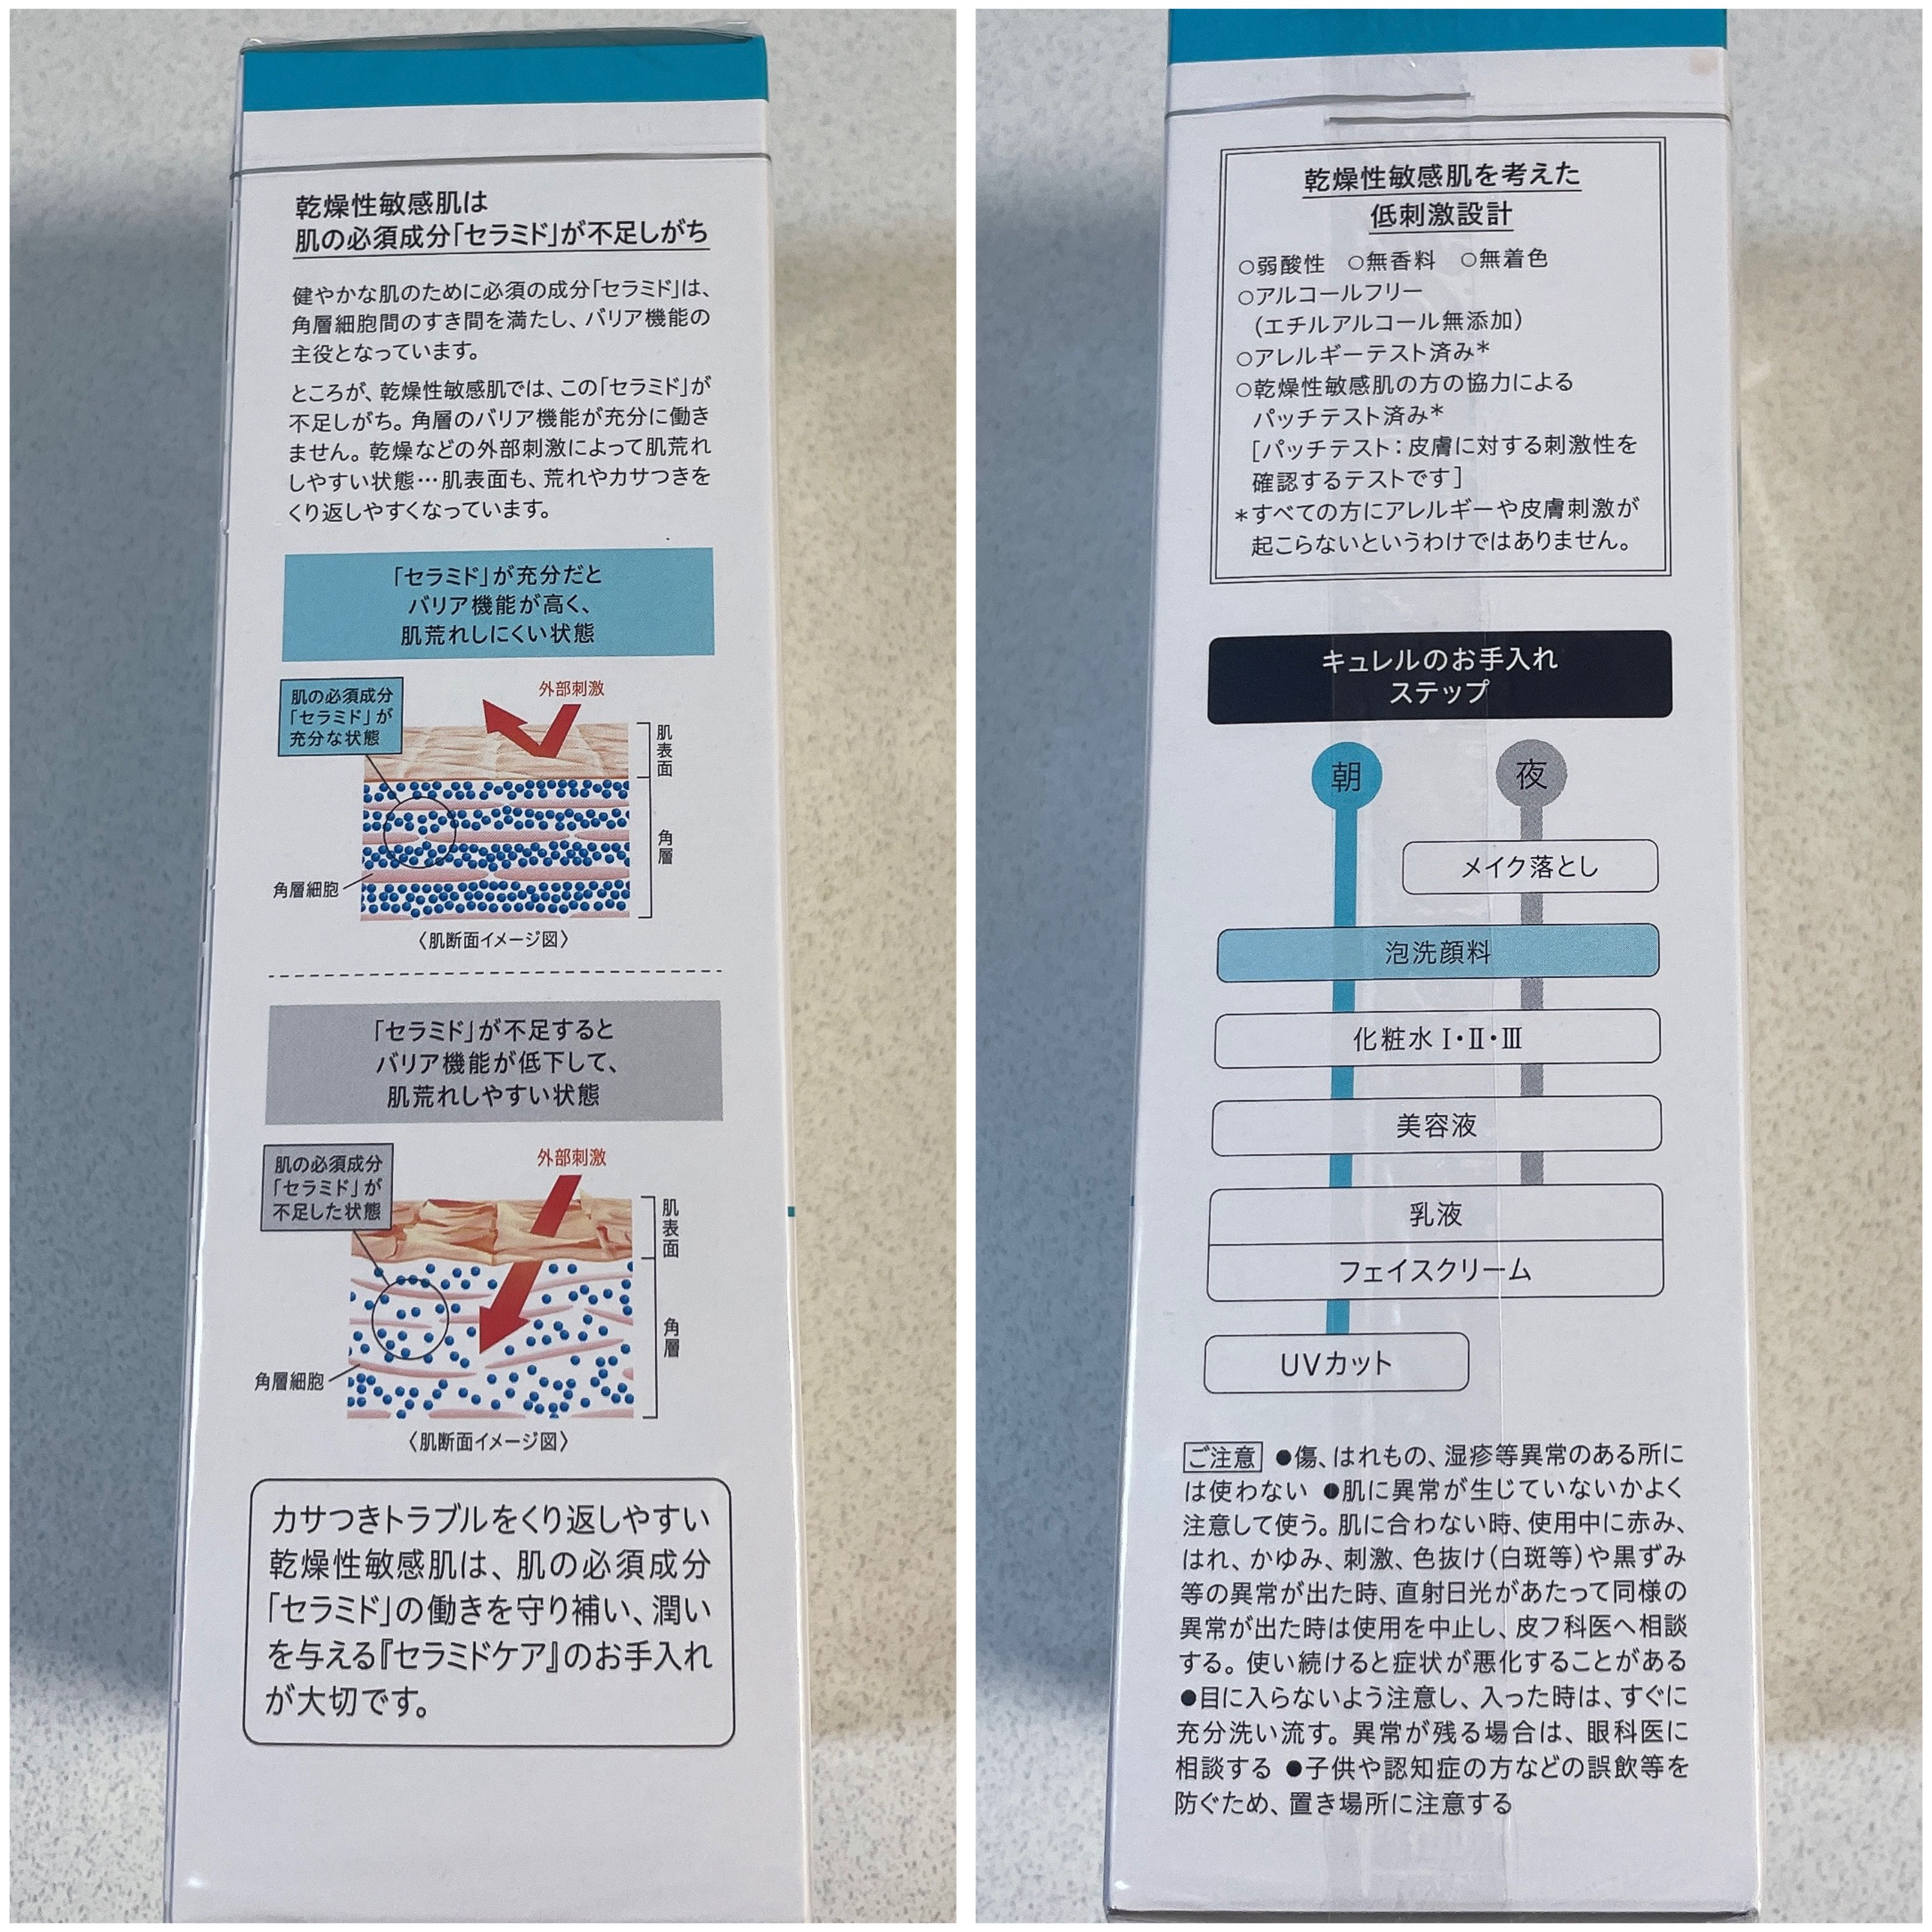 乾燥性敏感肌は
肌の必須成分「セラミド」が不足しがち
健やかな肌のために必須の成分「セラミド」は、
角層細胞間のすき間を満たし、バリア機能の
主役となっています。
ところが、乾燥性敏感肌では、この「セラミド」が
不足しがち。角層のバリア機能が充分に働き
ません。乾燥などの外部刺激によって肌荒れ
しやすい状態…肌表面も、荒れやカサつきを
くり返しやすくなっています。
「セラミド」が充分だと
バリア機能が高く、
肌荒れしにくい状態
肌の必須成分
「セラミド」が
充分な状態
外部刺激
肌表面
角層
角層細胞
〈肌断面イメージ図〉
「セラミド」が不足すると
バリア機能が低下して、
肌荒れしやすい状態
肌の必須成分
「セラミド」が
不足した状態
外部刺激
肌表面
角層
角層細胞
〈肌断面イメージ図〉
カサつきトラブルをくり返しやすい
乾燥性敏感肌は、肌の必須成分
「セラミド」の働きを守り補い、潤い
を与える『セラミドケア』のお手入れ
が大切です。
乾燥性敏感肌を考えた
低刺激設計
○弱酸性 ○無香料 ○無着色
○アルコールフリー
(エチルアルコール無添加)
○アレルギーテスト済み*
○乾燥性敏感肌の方の協力による
パッチテスト済み*
[パッチテスト:皮膚に対する刺激性を
確認するテストです]
*すべての方にアレルギーや皮膚刺激が
起こらないというわけではありません。
キュレルのお手入れ
ステップ
朝 夜
メイク落とし
泡洗顔料
化粧水 Ⅰ・Ⅱ・Ⅲ
美容液
乳液
フェイスクリーム
UVカット
ご注意 ●傷、はれもの、湿疹等異常のある所に
は使わない ●肌に異常が生じていないかよく
注意して使う。肌に合わない時、使用中に赤み、
はれ、かゆみ、刺激、色抜け(白斑等)や黒ずみ
等の異常が出た時、直射日光があたって同様の
異常が出た時は使用を中止し、皮フ科医へ相談
する。使い続けると症状が悪化することがある
●目に入らないよう注意し、入った時は、すぐに
充分洗い流す。異常が残る場合は、眼科医に
相談する ●子供や認知症の方などの誤飲等を
防ぐため、置き場所に注意する